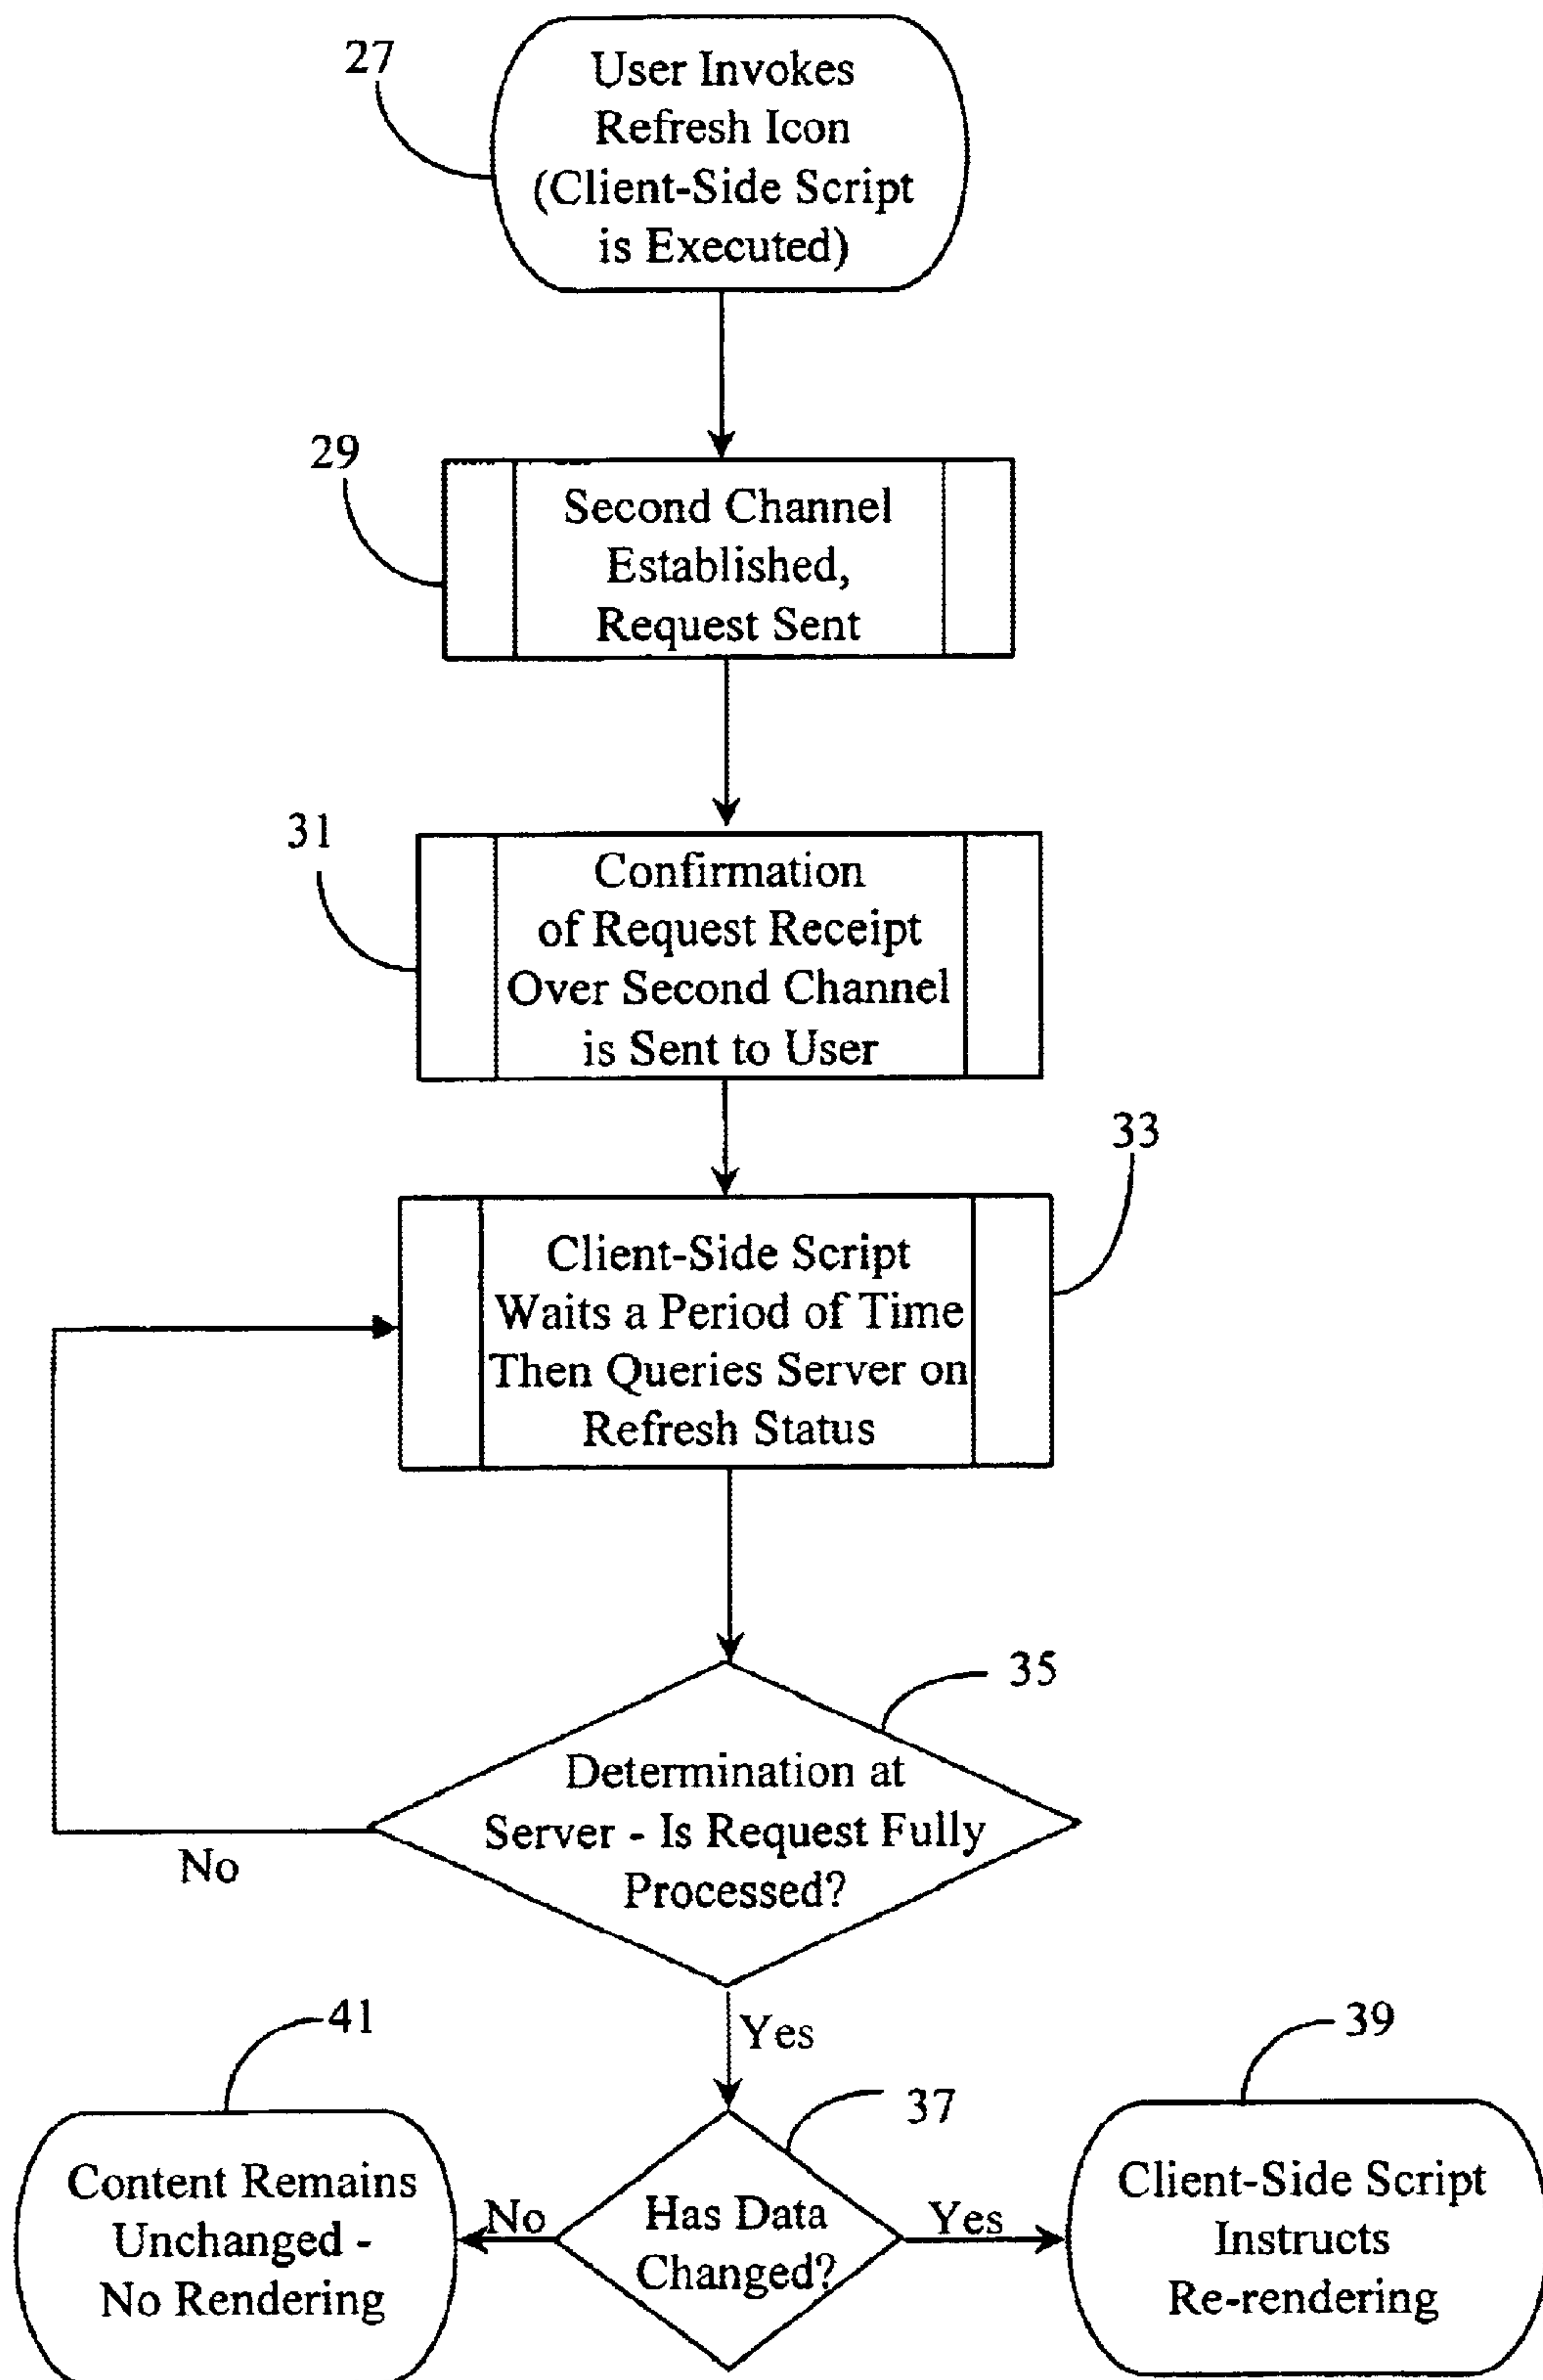 27
User Invokes
Refresh Icon
(Client-Side Script
is Executed)
29
Second Channel
Established,
Request Sent
31
Confirmation
of Request Receipt
Over Second Channel
is Sent to User
33
Client-Side Script
Waits a Period of Time
Then Queries Server on
Refresh Status
35
Determination at
Server - Is Request Fully
Processed?
No
Yes
41
39
37
Content Remains
Unchanged -
No Rendering
No
Has Data
Changed?
Yes
Client-Side Script
Instructs
Re-rendering